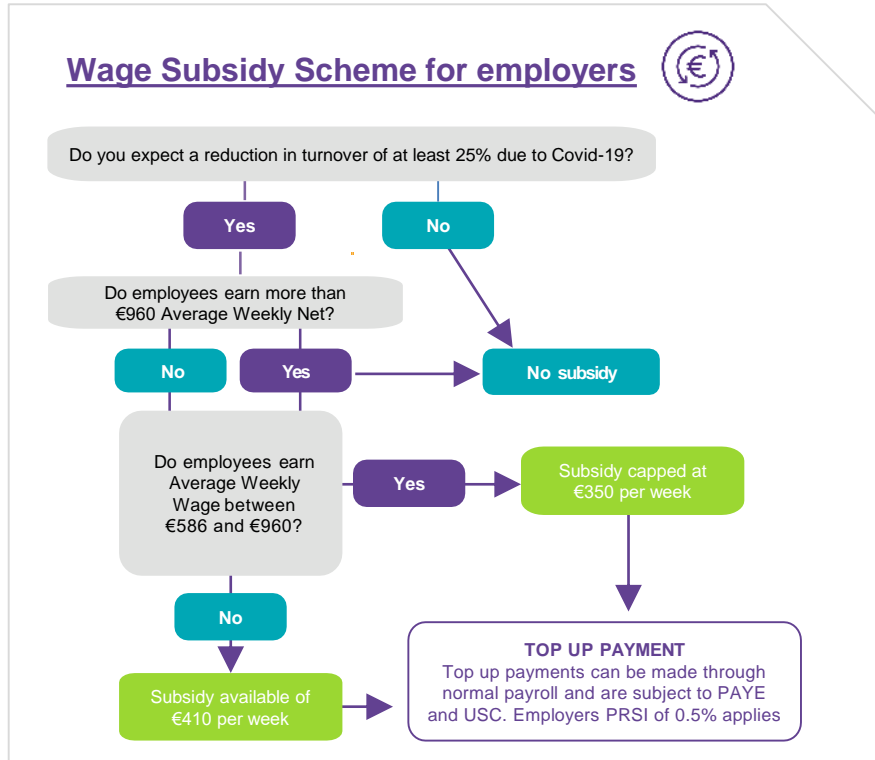 Wage Subsidy Scheme for employers
€
Do you expect a reduction in turnover of at least 25% due to Covid-19?
Yes
No
Do employees earn more than
€960 Average Weekly Net?
No
Yes
No subsidy
Do employees earn
Average Weekly
Wage between
€586 and €960?
Yes
Subsidy capped at
€350 per week
No
Subsidy available of
€410 per week
TOP UP PAYMENT
Top up payments can be made through
normal payroll and are subject to PAYE
and USC. Employers PRSI of 0.5% applies